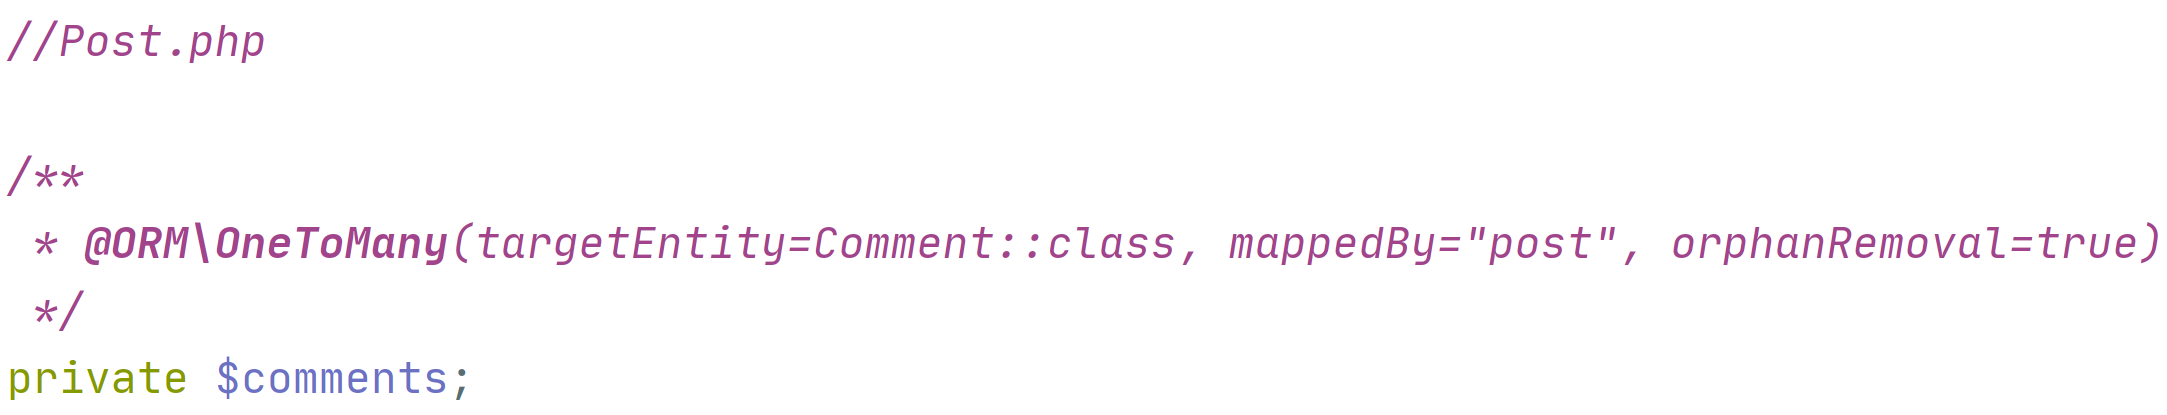 //Post.php
/**
 * @ORM\OneToMany(targetEntity=Comment::class, mappedBy="post", orphanRemoval=true)
 */
private $comments;